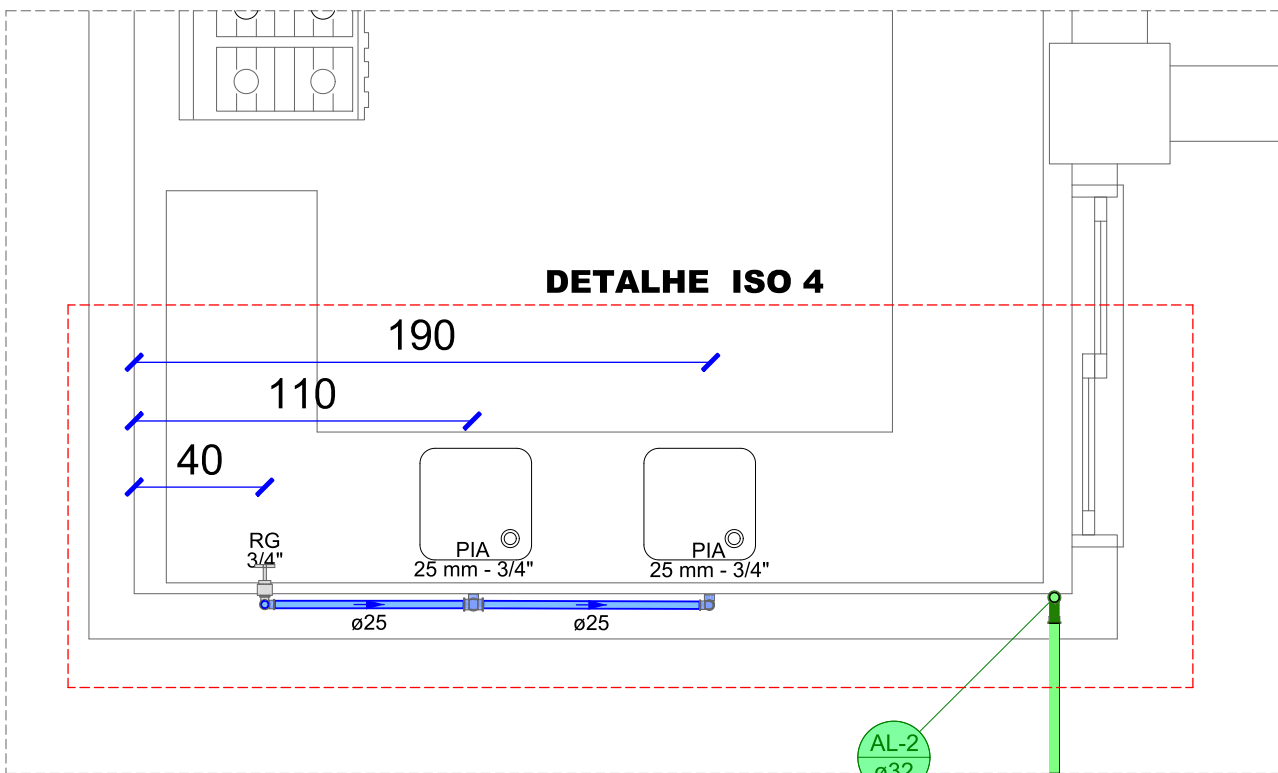 DETALHE ISO 4
190
110
40
RG
3/4"
PIA
25 mm - 3/4"
PIA
25 mm - 3/4"
ø25
ø25
AL-2
ø32